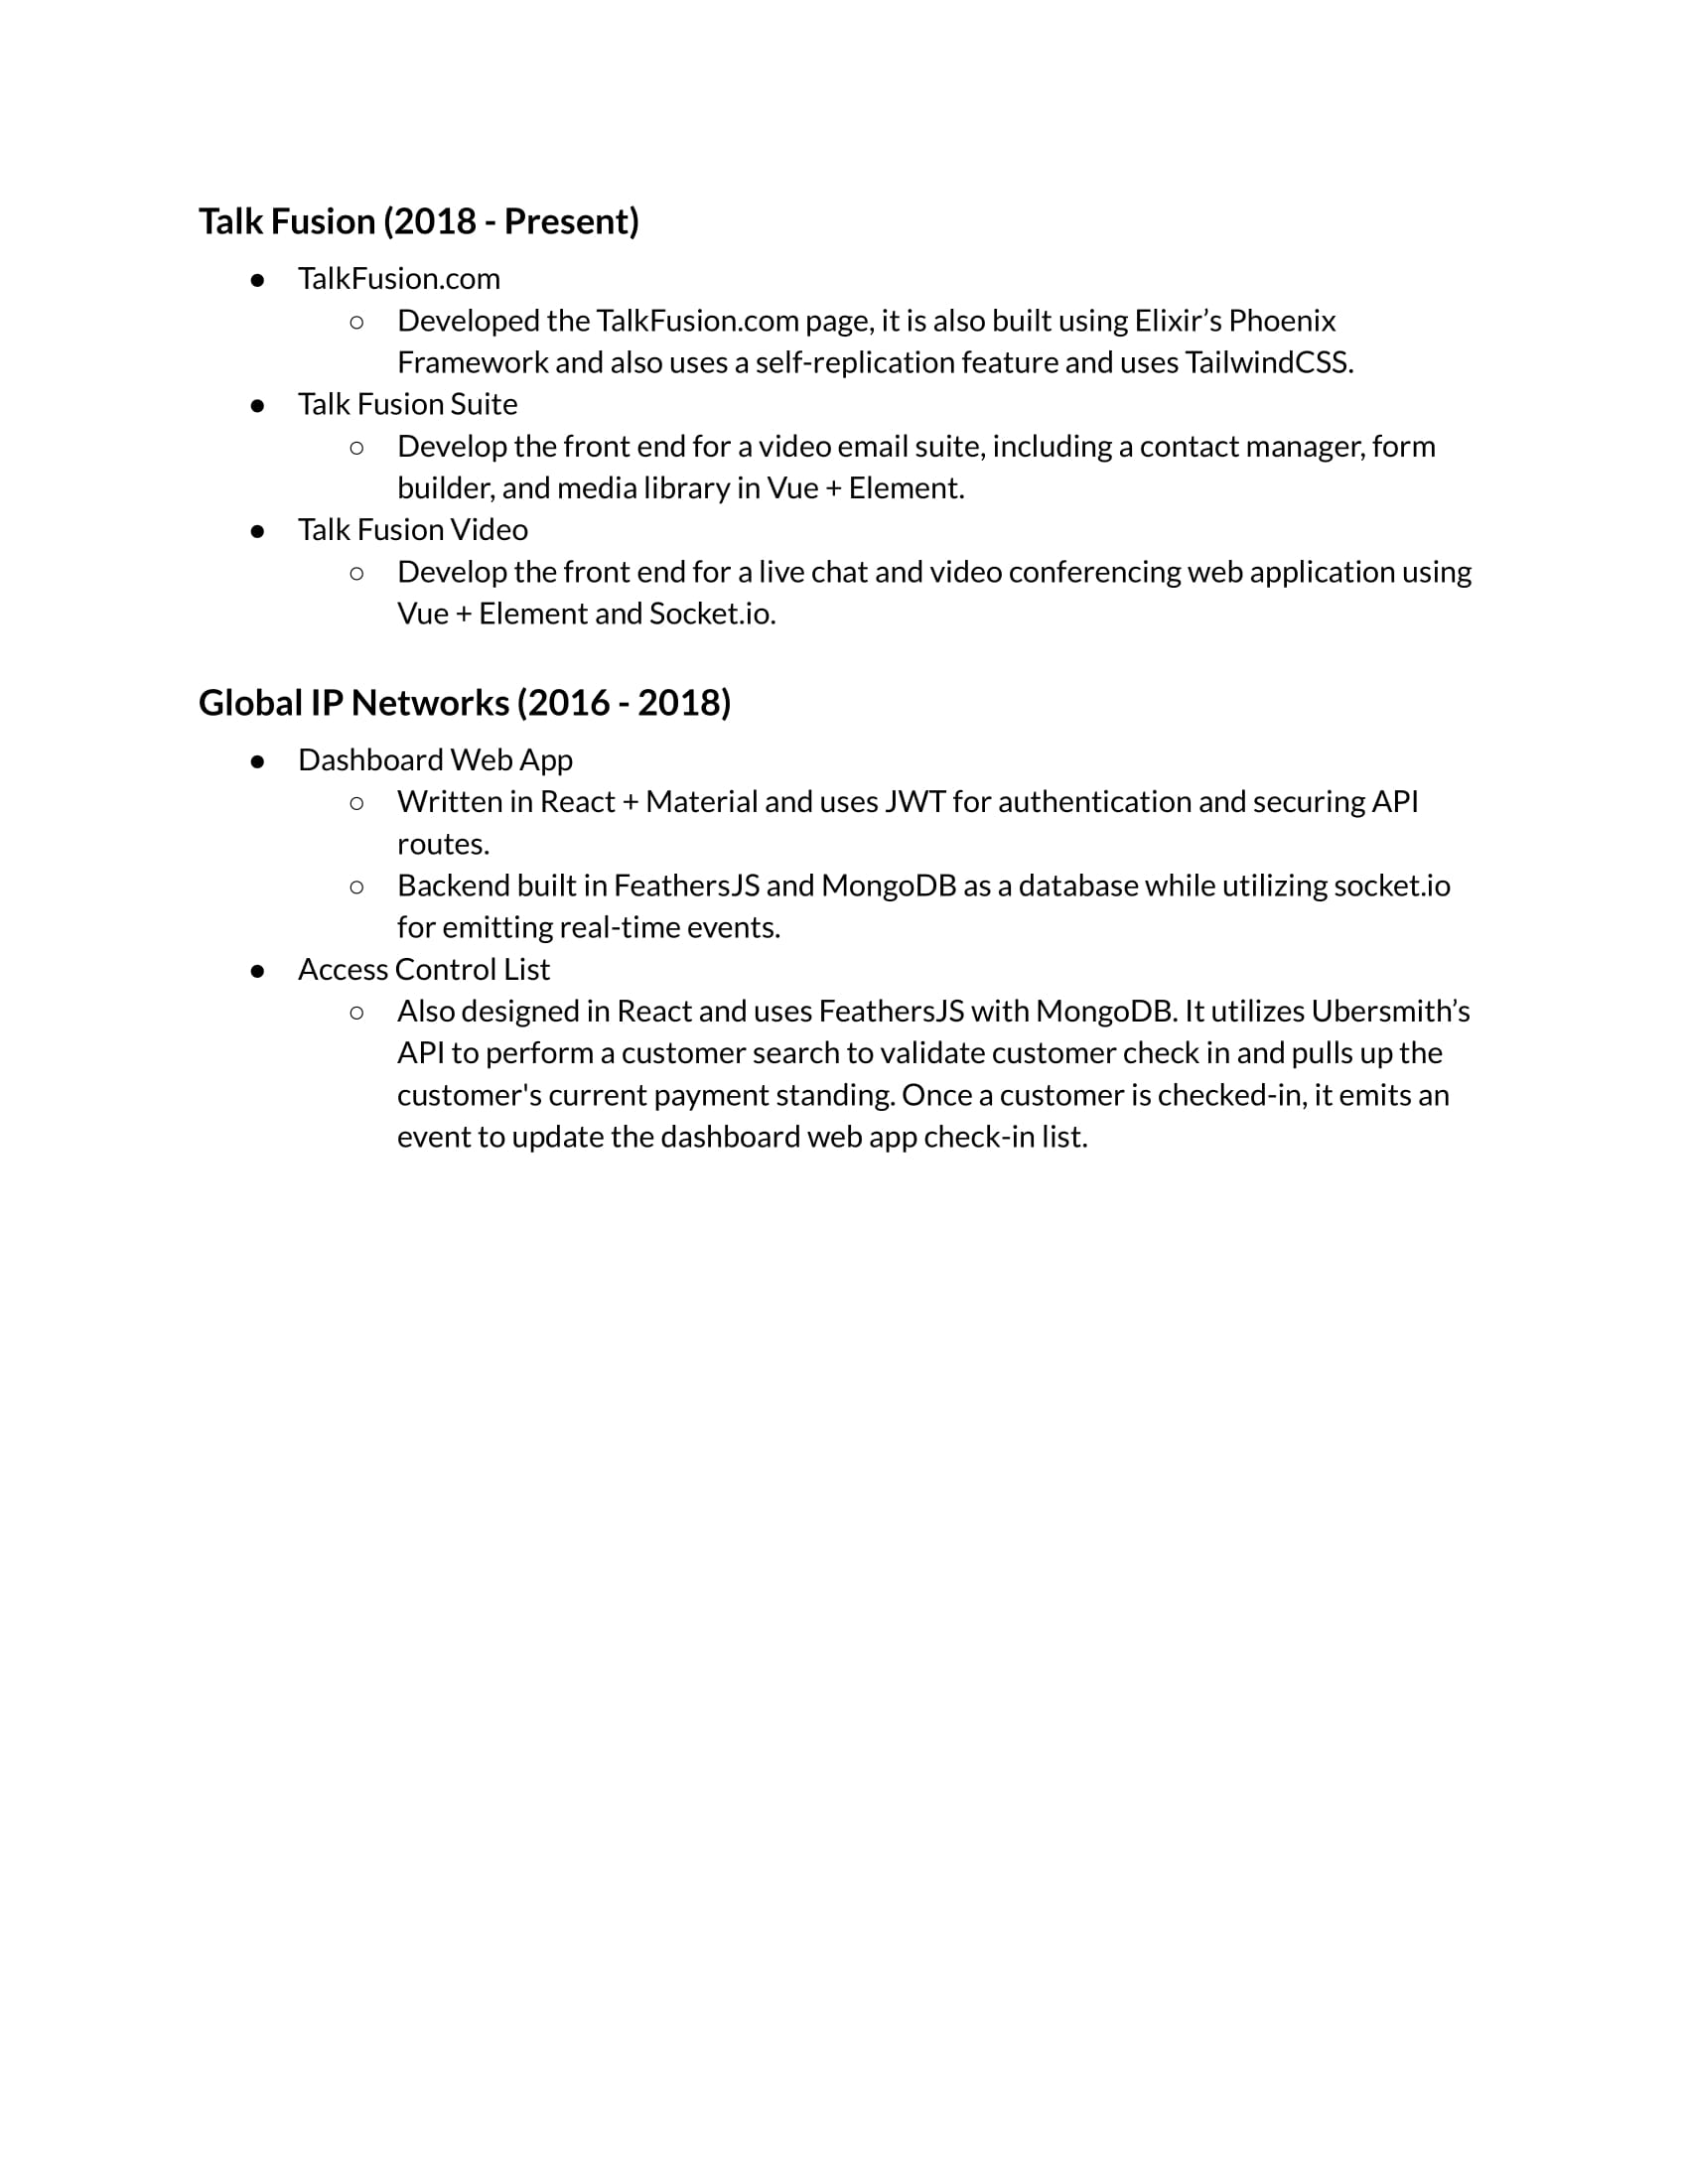 Talk Fusion (2018 - Present)
● TalkFusion.com
○ Developed the TalkFusion.com page, it is also built using Elixir’s Phoenix
Framework and also uses a self-replication feature and uses TailwindCSS.
● Talk Fusion Suite
○ Develop the front end for a video email suite, including a contact manager, form
builder, and media library in Vue + Element.
● Talk Fusion Video
○ Develop the front end for a live chat and video conferencing web application using
Vue + Element and Socket.io.
Global IP Networks (2016 - 2018)
● Dashboard Web App
○ Written in React + Material and uses JWT for authentication and securing API
routes.
○ Backend built in FeathersJS and MongoDB as a database while utilizing socket.io
for emitting real-time events.
● Access Control List
○ Also designed in React and uses FeathersJS with MongoDB. It utilizes Ubersmith’s
API to perform a customer search to validate customer check in and pulls up the
customer's current payment standing. Once a customer is checked-in, it emits an
event to update the dashboard web app check-in list.